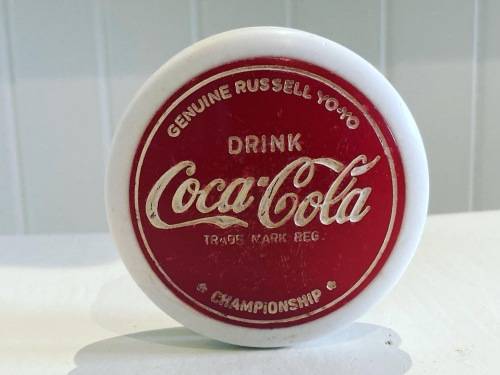 GENUINE RUSSELL YO-YO
DRINK
Coca-Cola
TRADE MARK REG.
CHAMPiONSHIP